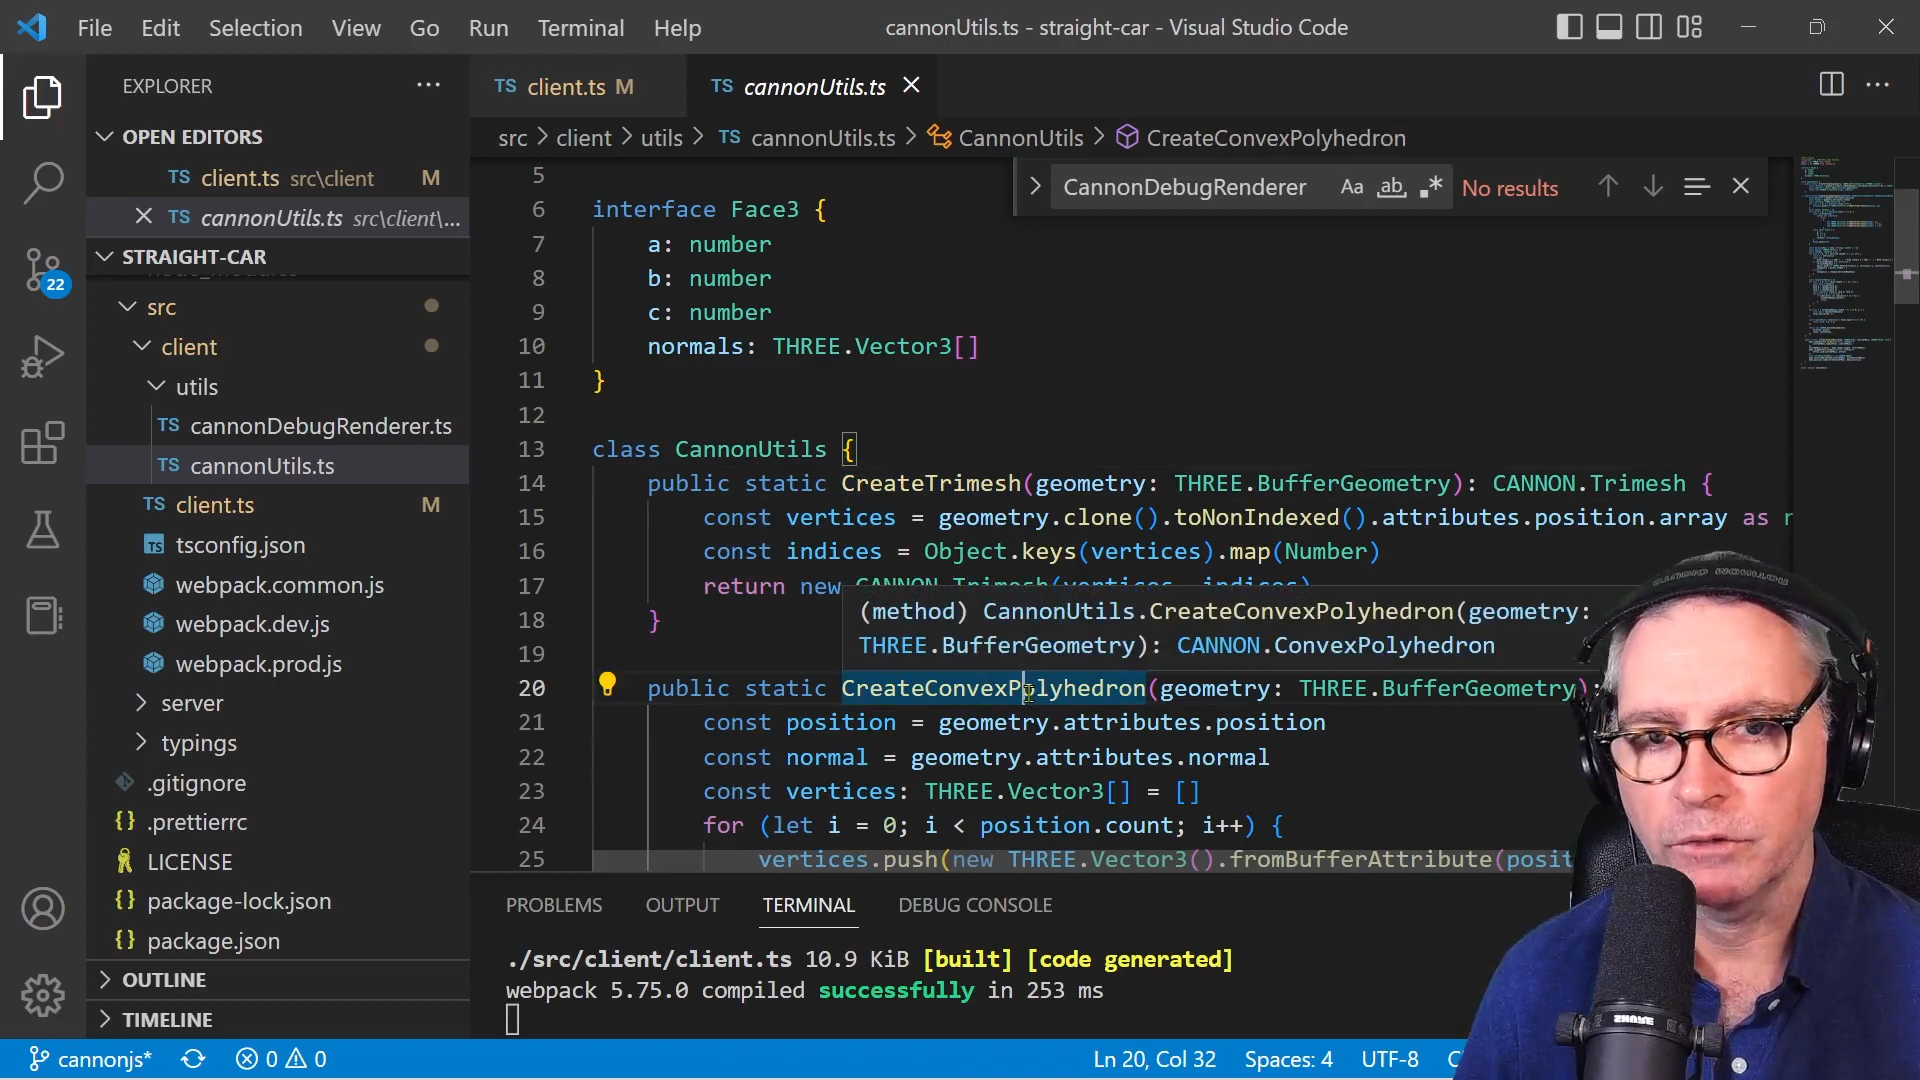 File Edit Selection View Go Run Terminal Help
cannonUtils.ts - straight-car - Visual Studio Code
EXPLORER
TS client.ts M
TS cannonUtils.ts
OPEN EDITORS
TS client.ts src\client M
TS cannonUtils.ts src\client\...
STRAIGHT-CAR
src
client
utils
TS cannonDebugRenderer.ts
TS cannonUtils.ts
TS client.ts M
TS tsconfig.json
webpack.common.js
webpack.dev.js
webpack.prod.js
server
typings
.gitignore
{} .prettierrc
LICENSE
{} package-lock.json
{} package.json
OUTLINE
TIMELINE
22
src > client > utils > TS cannonUtils.ts > CannonUtils > CreateConvexPolyhedron
CannonDebugRenderer Aa ab .* No results
5
6 interface Face3 {
7 a: number
8 b: number
9 c: number
10 normals: THREE.Vector3[]
11 }
12
13 class CannonUtils {
14 public static CreateTrimesh(geometry: THREE.BufferGeometry): CANNON.Trimesh {
15 const vertices = geometry.clone().toNonIndexed().attributes.position.array as
16 const indices = Object.keys(vertices).map(Number)
17 return new CANNON.Trimesh(vertices, indices)
(method) CannonUtils.CreateConvexPolyhedron(geometry:
THREE.BufferGeometry): CANNON.ConvexPolyhedron
18 }
19
20 public static CreateConvexPolyhedron(geometry: THREE.BufferGeometry):
21 const position = geometry.attributes.position
22 const normal = geometry.attributes.normal
23 const vertices: THREE.Vector3[] = []
24 for (let i = 0; i < position.count; i++) {
25 vertices.push(new THREE.Vector3().fromBufferAttribute(posit
PROBLEMS OUTPUT TERMINAL DEBUG CONSOLE
./src/client/client.ts 10.9 KiB [built] [code generated]
webpack 5.75.0 compiled successfully in 253 ms
cannonjs* 0 0 Ln 20, Col 32 Spaces: 4 UTF-8
SHURE